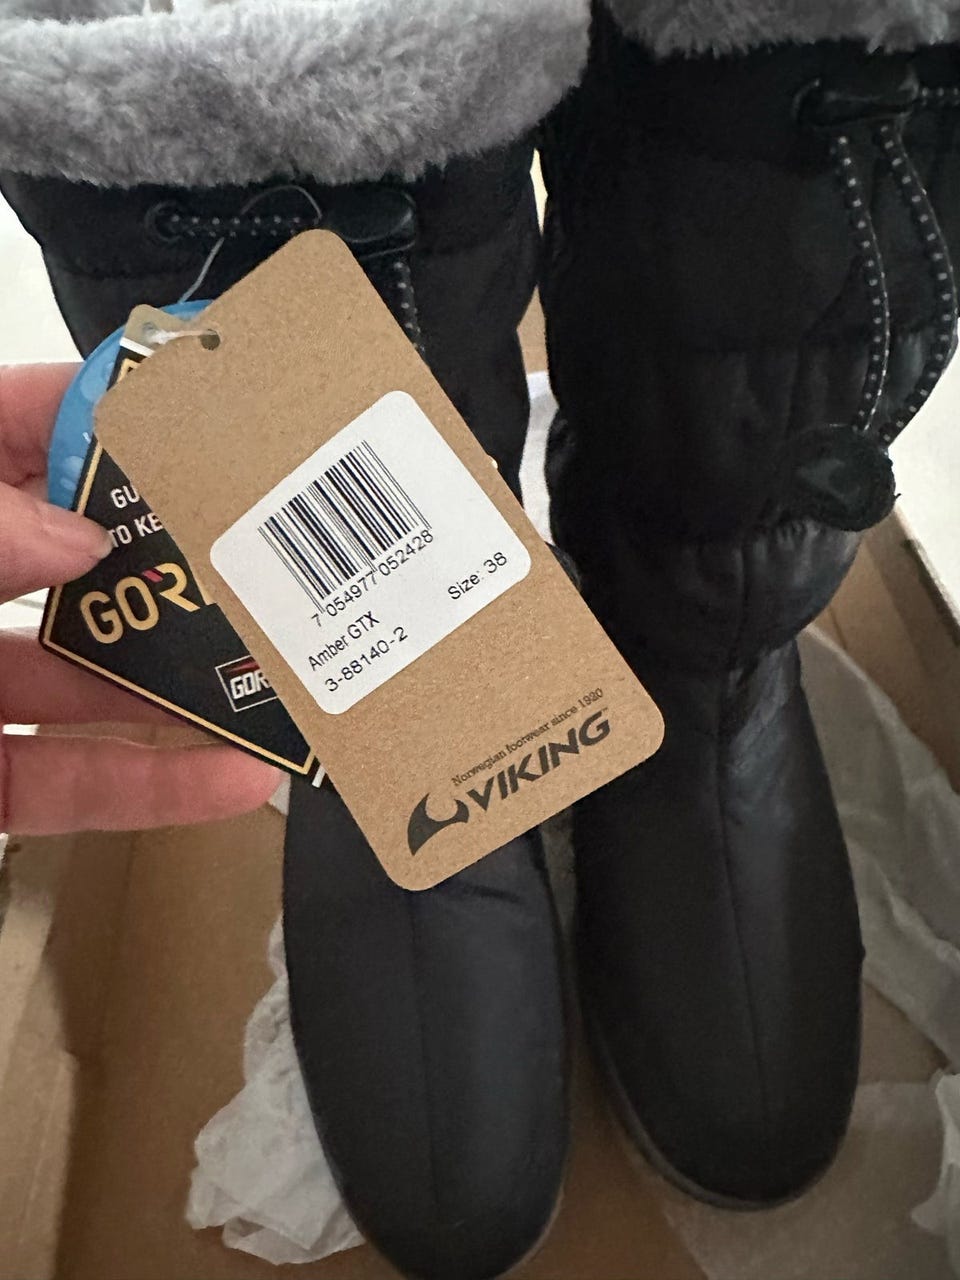 GU
TO KE
GORE
GOR
7 054977 052428
Amber GTX
Size: 38
3-88140-2
Norwegian footwear since 1920
VIKING